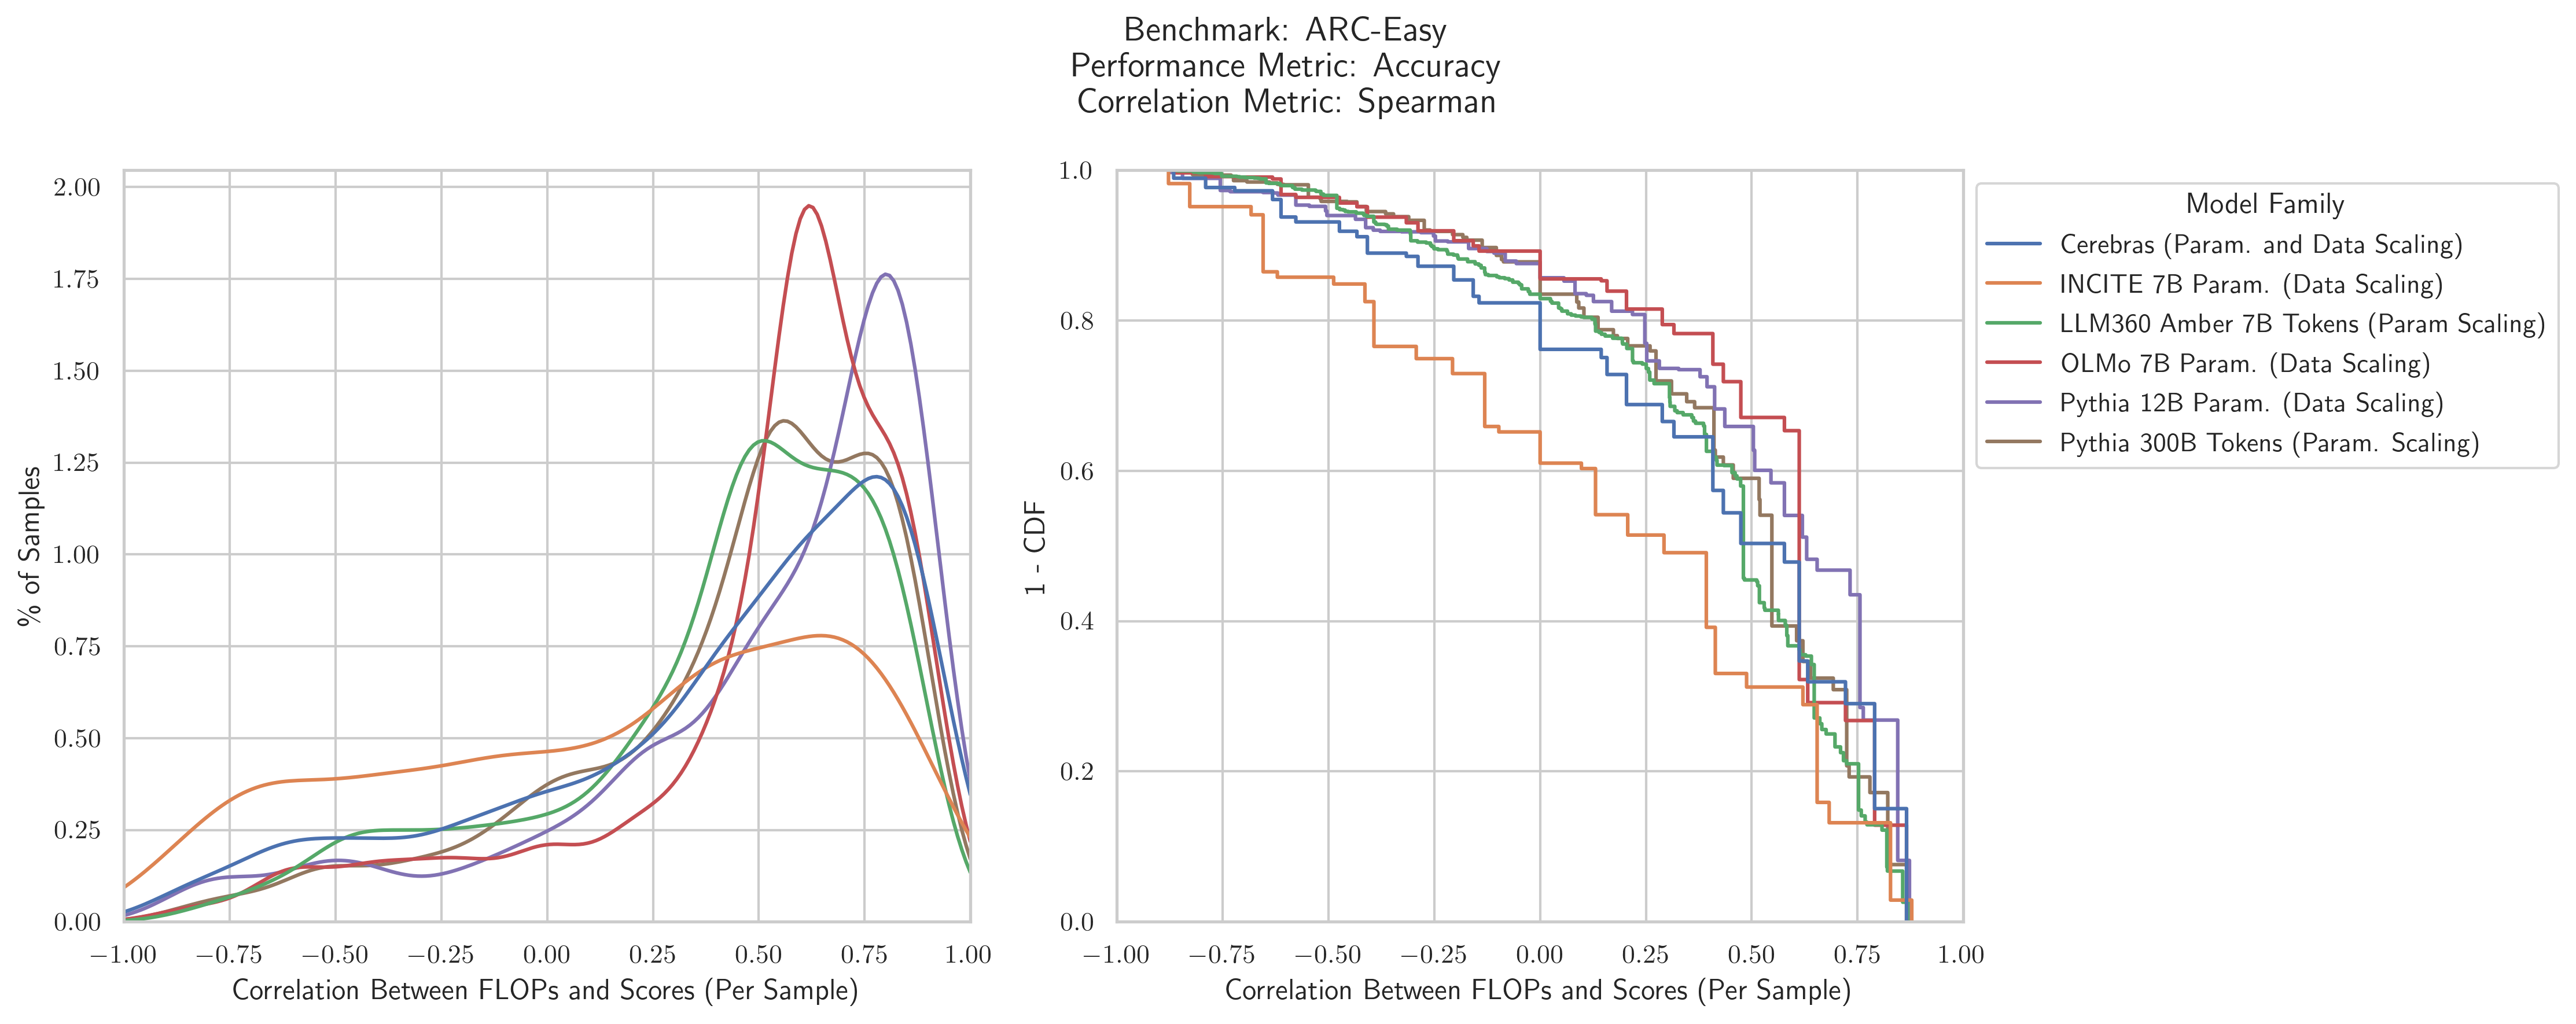 Benchmark: ARC-Easy
Performance Metric: Accuracy
Correlation Metric: Spearman
% of Samples
2.00
1.75
1.50
1.25
1.00
0.75
0.50
0.25
0.00
−1.00 −0.75 −0.50 −0.25 0.00 0.25 0.50 0.75 1.00
Correlation Between FLOPs and Scores (Per Sample)
1 - CDF
1.0
0.8
0.6
0.4
0.2
0.0
−1.00 −0.75 −0.50 −0.25 0.00 0.25 0.50 0.75 1.00
Correlation Between FLOPs and Scores (Per Sample)
Model Family
Cerebras (Param. and Data Scaling)
INCITE 7B Param. (Data Scaling)
LLM360 Amber 7B Tokens (Param Scaling)
OLMo 7B Param. (Data Scaling)
Pythia 12B Param. (Data Scaling)
Pythia 300B Tokens (Param. Scaling)